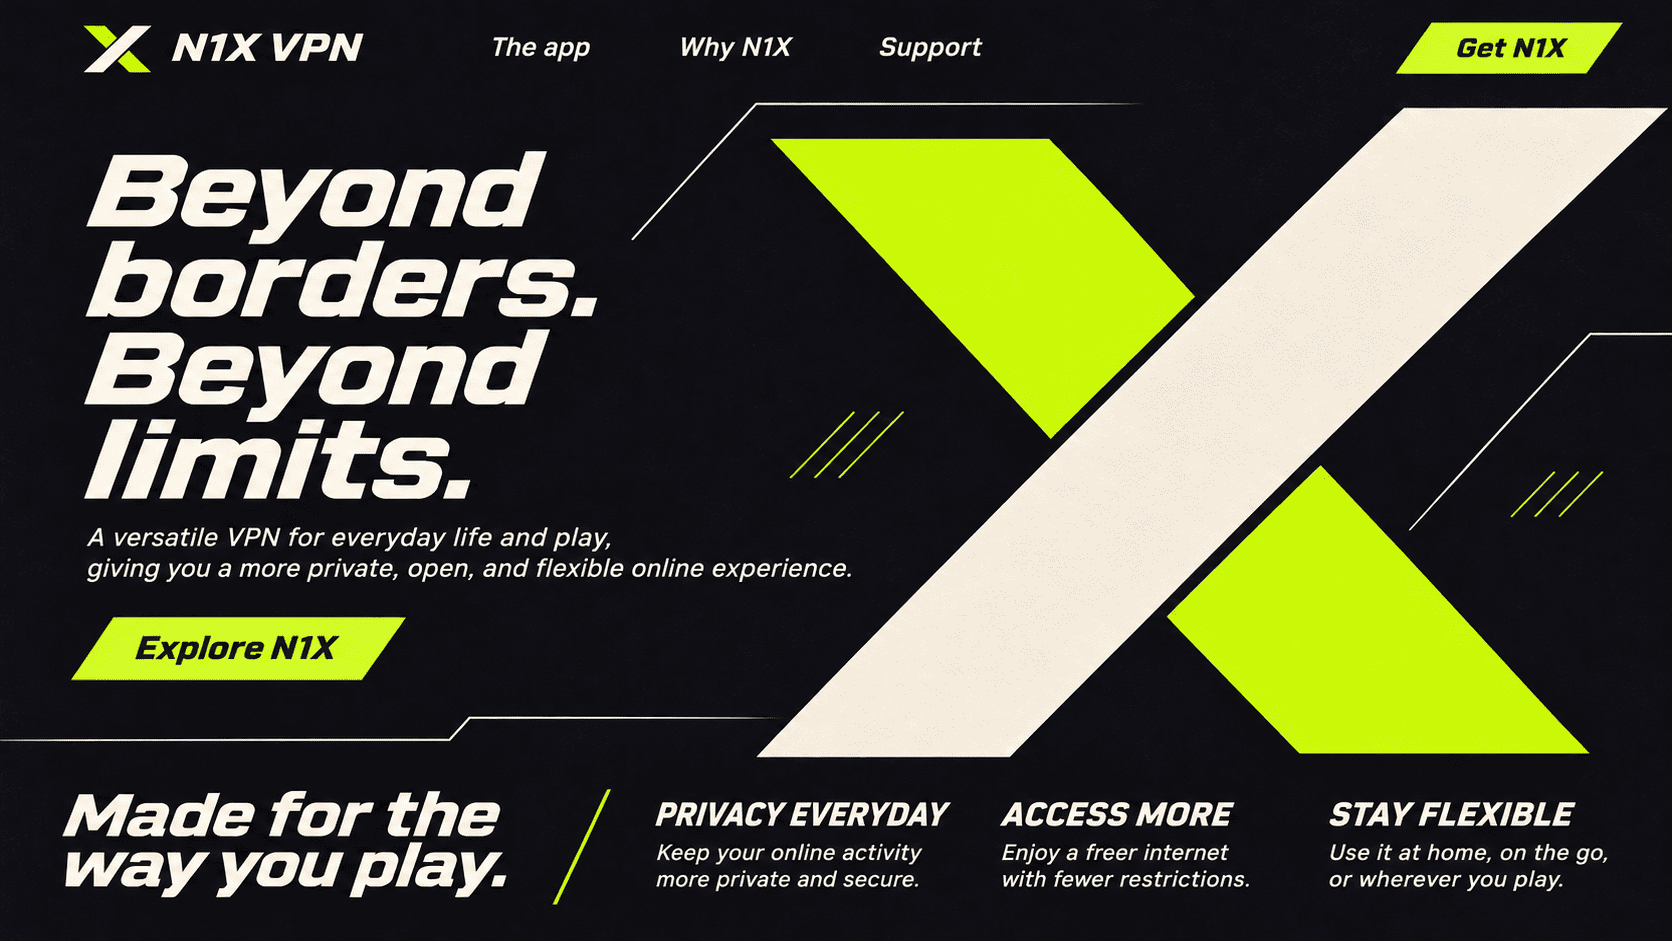 N1X VPN
The app
Why N1X
Support
Get N1X
Beyond
borders.
Beyond
limits.
A versatile VPN for everyday life and play,
giving you a more private, open, and flexible online experience.
Explore N1X
Made for the
way you play.
PRIVACY EVERYDAY
Keep your online activity
more private and secure.
ACCESS MORE
Enjoy a freer internet
with fewer restrictions.
STAY FLEXIBLE
Use it at home, on the go,
or wherever you play.